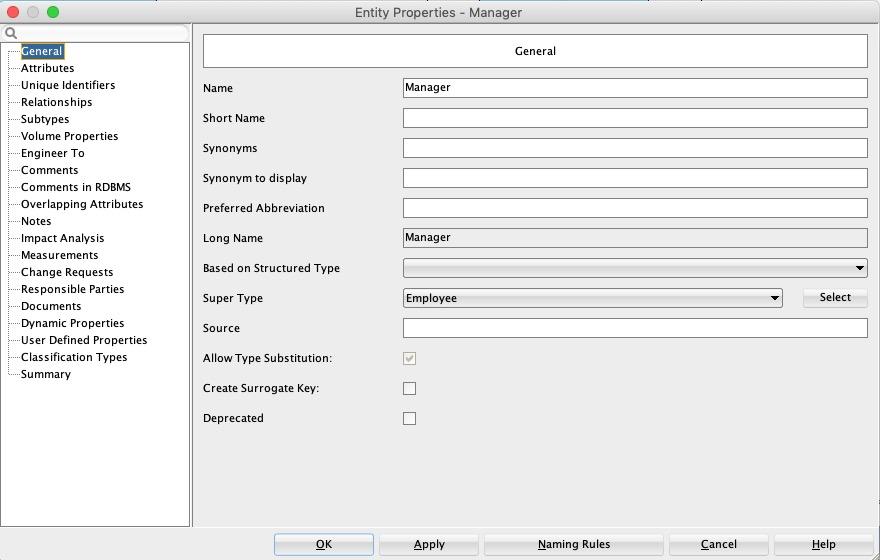 Entity Properties - Manager
General
Attributes
Unique Identifiers
Relationships
Subtypes
Volume Properties
Engineer To
Comments
Comments in RDBMS
Overlapping Attributes
Notes
Impact Analysis
Measurements
Change Requests
Responsible Parties
Documents
Dynamic Properties
User Defined Properties
Classification Types
Summary
General
Name Manager
Short Name
Synonyms
Synonym to display
Preferred Abbreviation
Long Name Manager
Based on Structured Type
Super Type Employee Select
Source
Allow Type Substitution:
Create Surrogate Key:
Deprecated
OK Apply Naming Rules Cancel Help